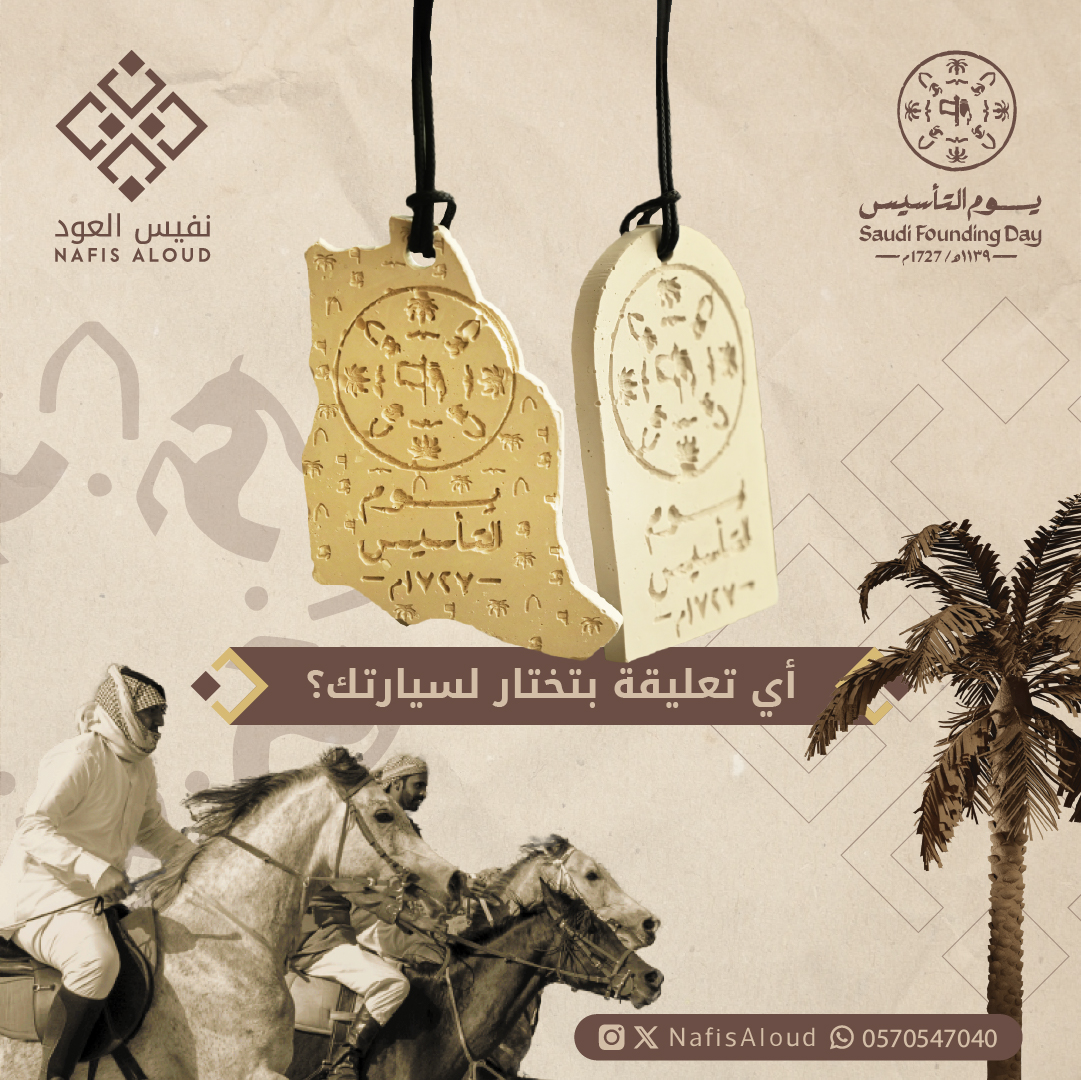 نفيس العود
NAFIS ALOUD
يوم التأسيس
Saudi Founding Day
١١٣٩هـ/ 1727م
يوم
التأسيس
١٧٢٧م
يوم
التأسيس
١٧٢٧م
أي تعليقة بتختار لسيارتك؟
NafisAloud 0570547040